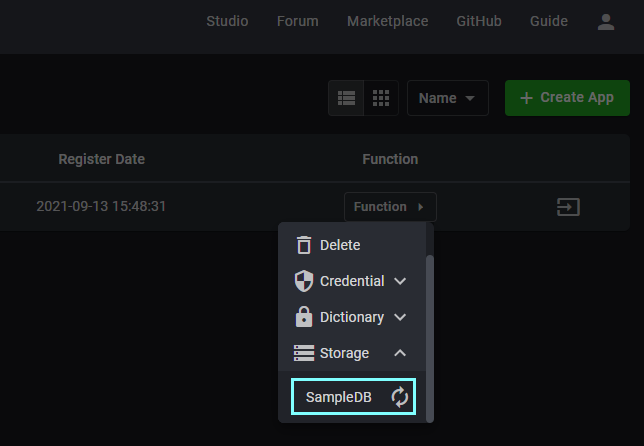 Studio Forum Marketplace GitHub Guide
Name + Create App
Register Date Function
2021-09-13 15:48:31 Function
Delete
Credential
Dictionary
Storage
SampleDB